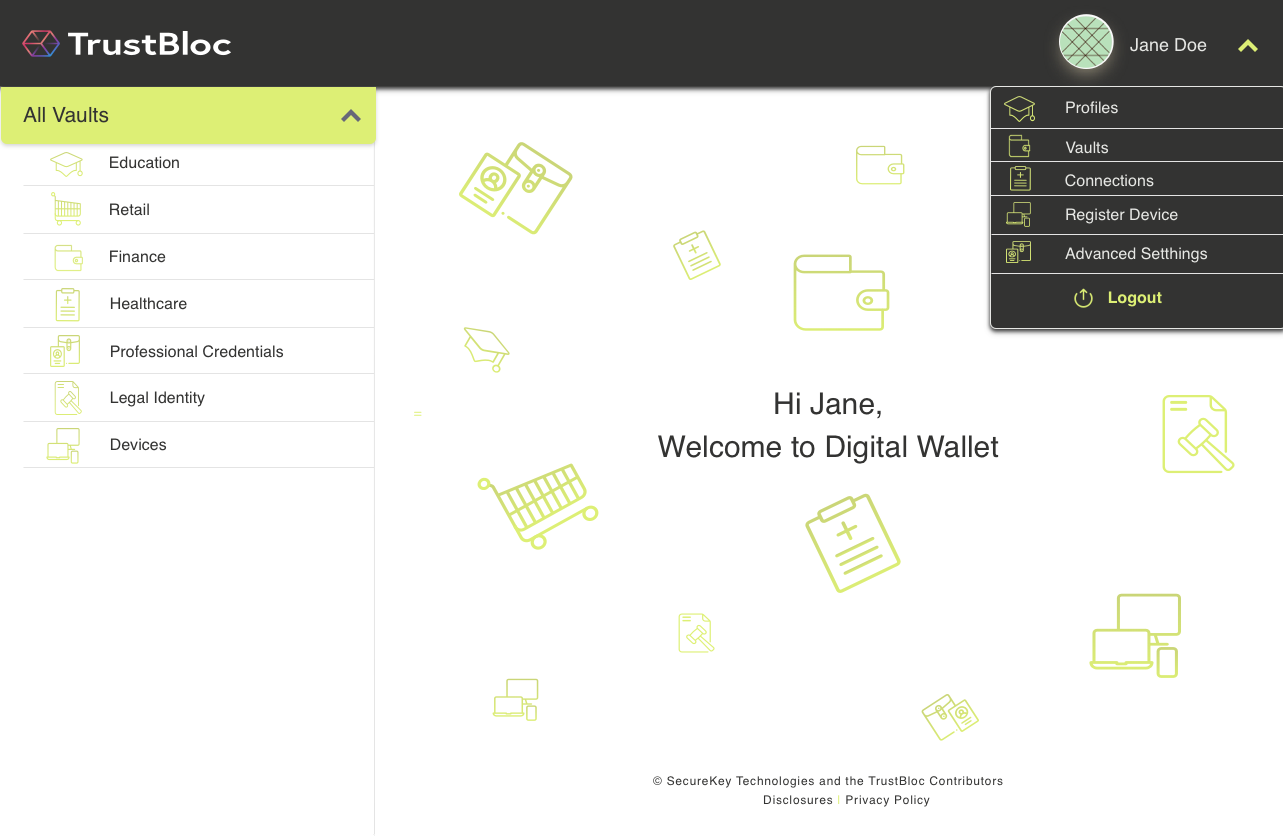 TrustBloc
Jane Doe
All Vaults
Education
Retail
Finance
Healthcare
Professional Credentials
Legal Identity
Devices
Profiles
Vaults
Connections
Register Device
Advanced Setthings
Logout
Hi Jane,
Welcome to Digital Wallet
© SecureKey Technologies and the TrustBloc Contributors
Disclosures | Privacy Policy